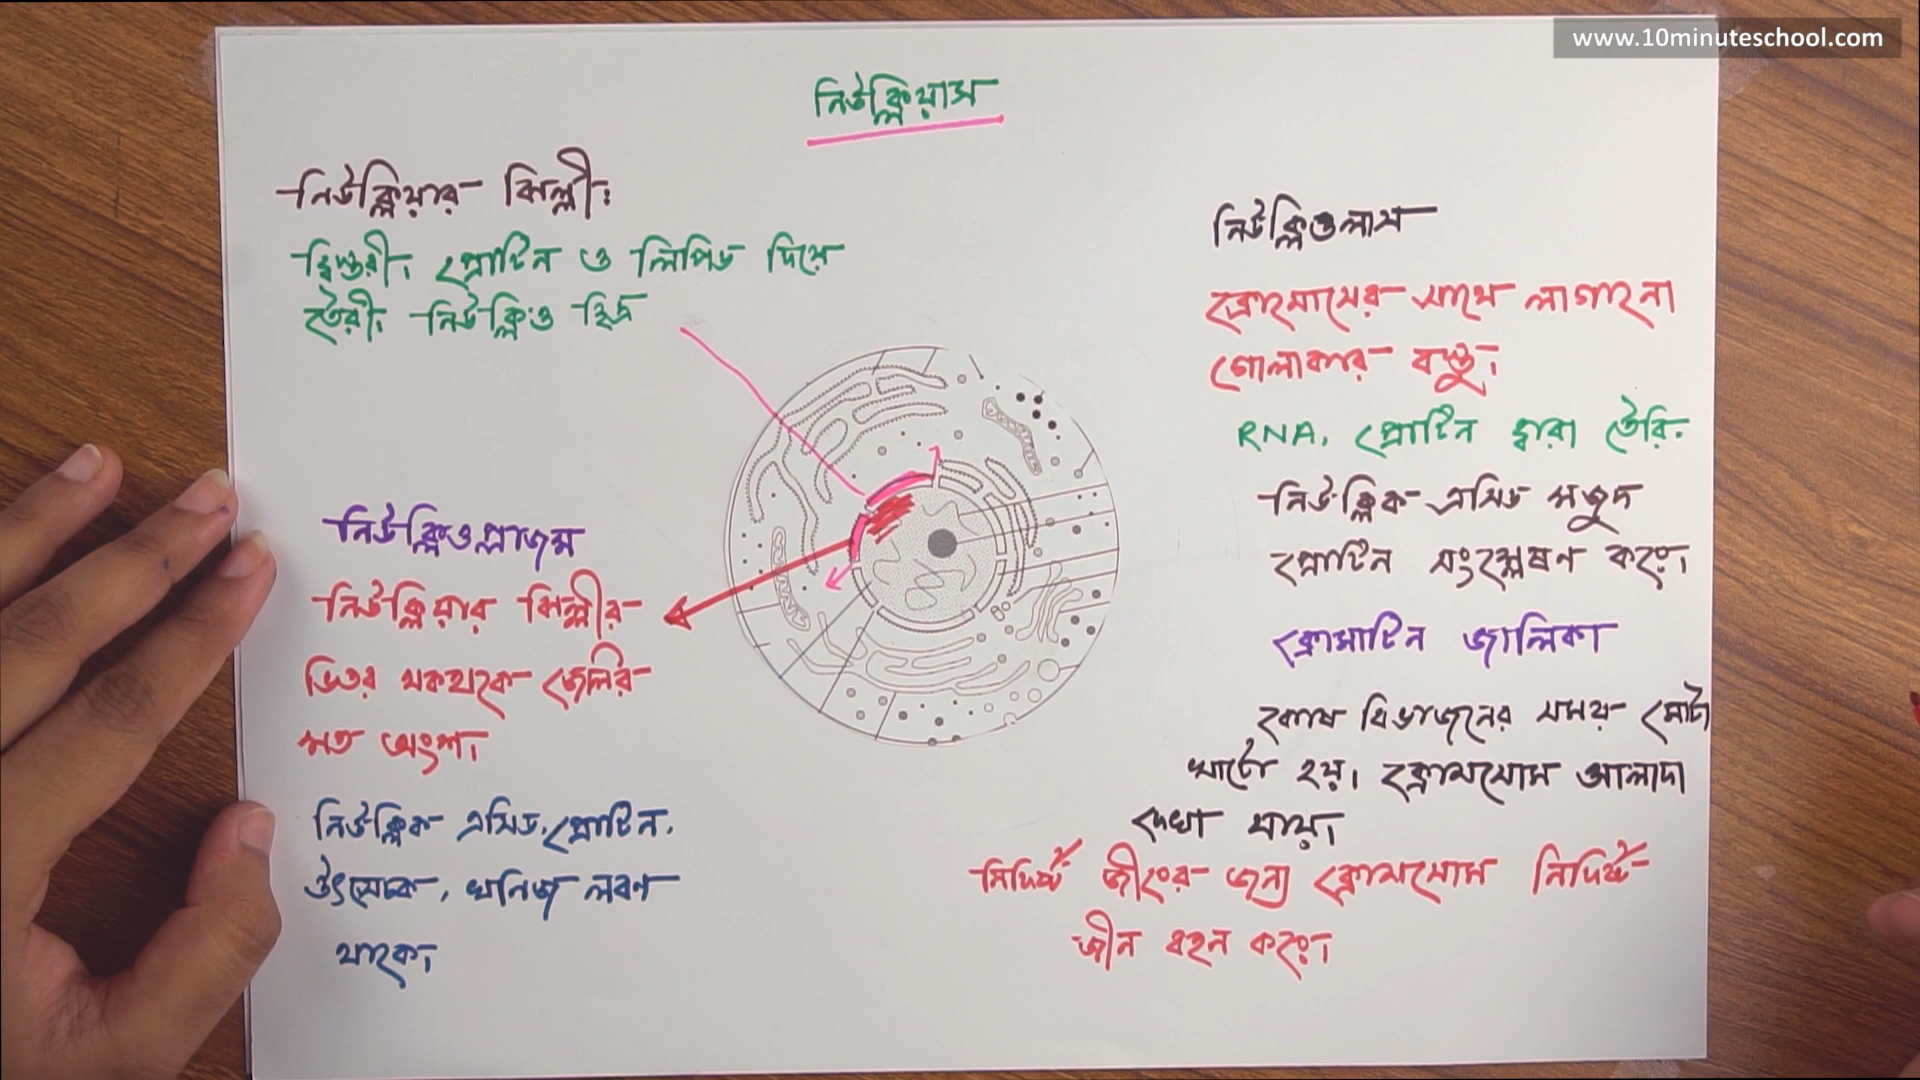 www.10minuteschool.com
নিউক্লিয়াস
নিউক্লিয়ার ঝিল্লী:
দ্বিস্তরী। প্রোটিন ও লিপিড দিয়ে
তৈরী। নিউক্লিও ছিদ্র
নিউক্লিওপ্লাজম
নিউক্লিয়ার ঝিল্লীর
ভিতর থকথকে জেলির
মত অংশ।
নিউক্লিক এসিড, প্রোটিন,
উৎসেচক, খনিজ লবণ
থাকে।
নিউক্লিওলাস
ক্রোমোসোমের সাথে লাগানো
গোলাকার বস্তু।
RNA, প্রোটিন দ্বারা তৈরি.
নিউক্লিক এসিড মজুদ
প্রোটিন সংশ্লেষণ করে।
ক্রোমাটিন জালিকা
কোষ বিভাজনের সময় মোটা
খাটো হয়। ক্রোমোসোম আলাদা
দেখা যায়।
নির্দিষ্ট জীবের জন্য ক্রোমোসোম নির্দিষ্ট
জীন বহন করে।